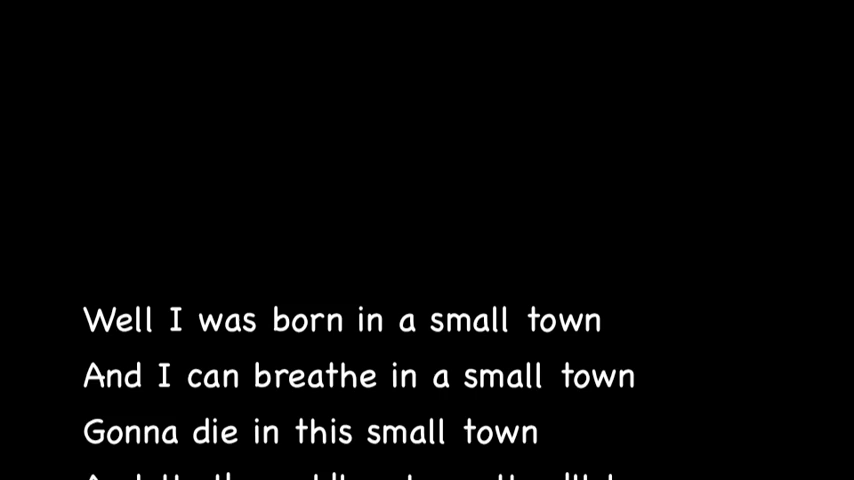 Well I was born in a small town
And I can breathe in a small town
Gonna die in this small town